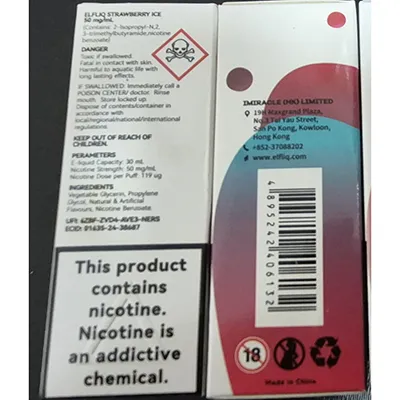 ELFLIQ STRAWBERRY ICE
50 mg/mL
(Contains: 2-Isopropyl-N,2,
3-trimethylbutyramide,nicotine
benzoate)
DANGER
Toxic if swallowed.
Fatal in contact with skin.
Harmful to aquatic life with
long lasting effects.
IF SWALLOWED: Immediately call a
POISON CENTER/ doctor. Rinse
mouth. Store locked up.
Dispose of contents/container in
accordance with
local/regional/national/international
regulations
KEEP OUT OF REACH OF
CHILDREN.
PERAMETERS
E-liquid Capacity: 30 mL
Nicotine Strength: 50 mg/mL
Nicotine Dose per Puff: 119 ug
INGREDIENTS
Vegetable Glycerin, Propylene
Glycol, Natural & Artificial
Flavours, Nicotine Benzoate.
UFI: 6ZBF-ZVD4-AVE3-NERS
ECID: 01635-24-38687
This product
contains
nicotine.
Nicotine is
an addictive
chemical.
IMIRACLE (HK) LIMITED
19H Maxgrand Plaza,
No.3 Tai Yau Street,
San Po Kong, Kowloon,
Hong Kong
+852-37088202
www.elfliq.com
4895242406132
18
Made in China